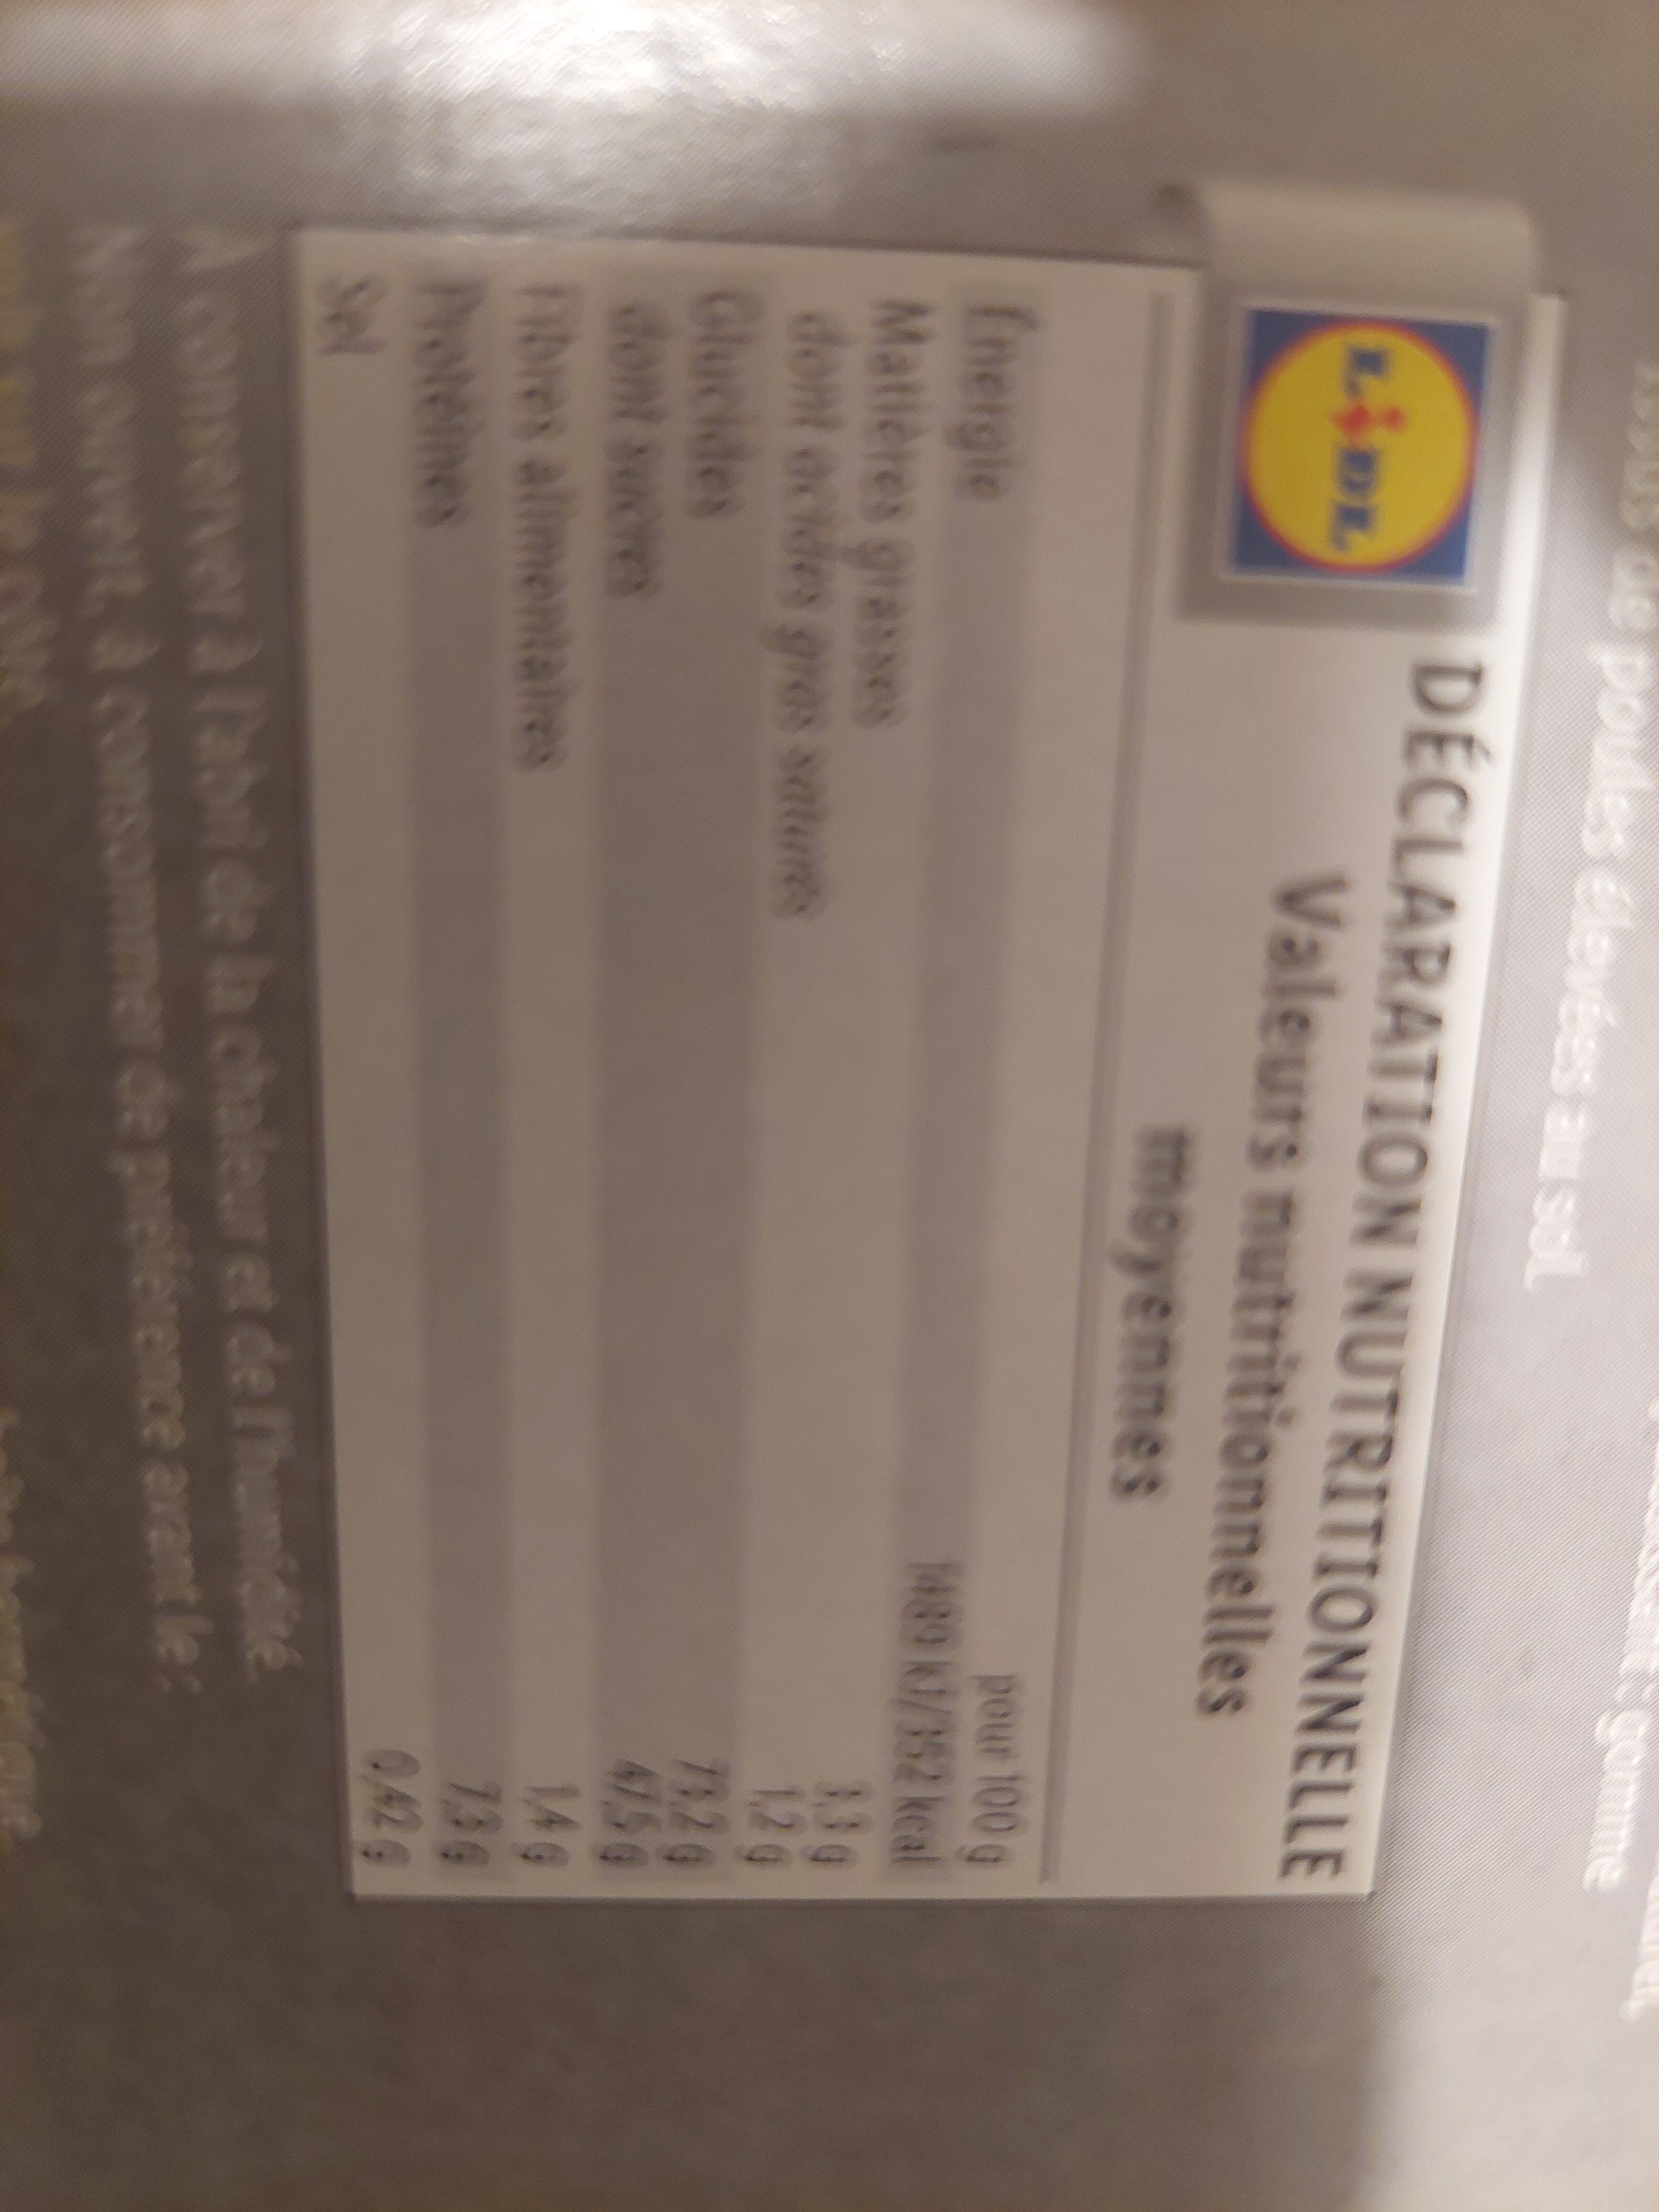 de poules élevées au sol
LIDL
DÉCLARATION NUTRITIONNELLE
Valeurs nutritionnelles
moyennes
pour 100 g
Énergie 1489 kJ/352 kcal
Matières grasses 3,3 g
dont acides gras saturés 1,2 g
Glucides 73,2 g
dont sucres 47,5 g
Fibres alimentaires 1,4 g
Protéines 7,3 g
Sel 0,42 g
À conserver à l'abri de la chaleur et de l'humidité.
Non ouvert, à consommer de préférence avant le :